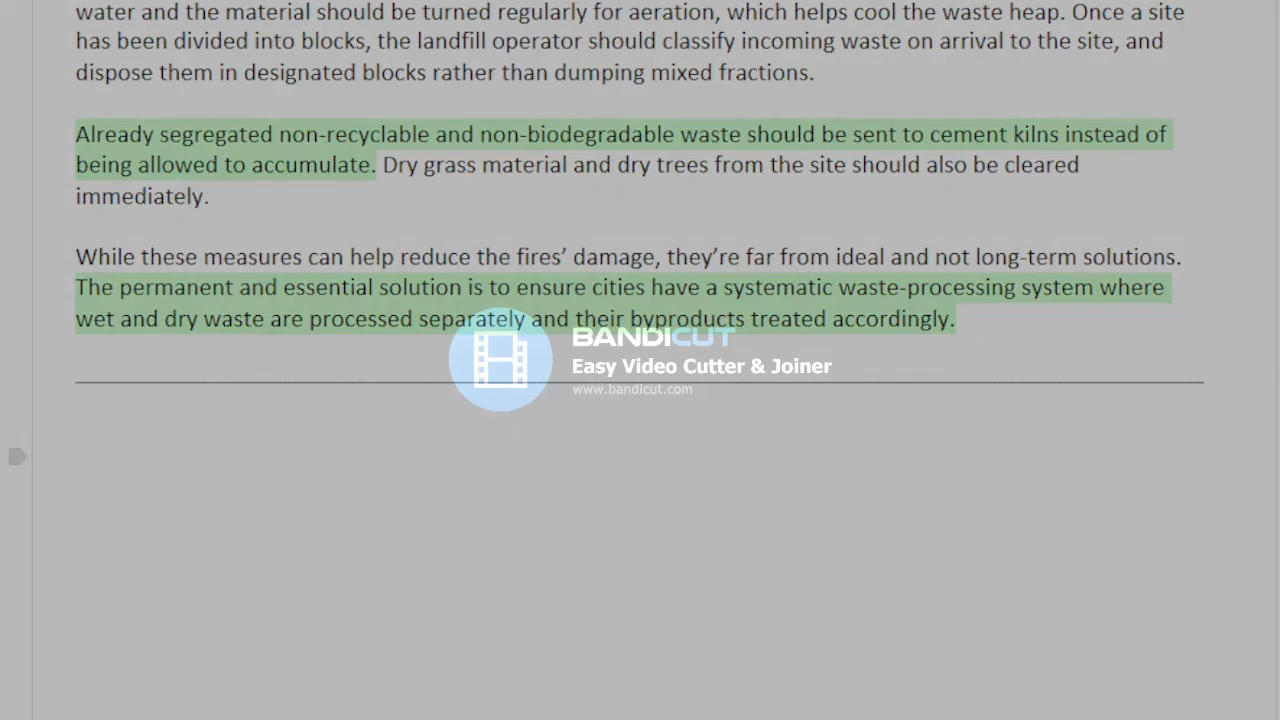 water and the material should be turned regularly for aeration, which helps cool the waste heap. Once a site
has been divided into blocks, the landfill operator should classify incoming waste on arrival to the site, and
dispose them in designated blocks rather than dumping mixed fractions.
Already segregated non-recyclable and non-biodegradable waste should be sent to cement kilns instead of
being allowed to accumulate. Dry grass material and dry trees from the site should also be cleared
immediately.
While these measures can help reduce the fires’ damage, they’re far from ideal and not long-term solutions.
The permanent and essential solution is to ensure cities have a systematic waste-processing system where
wet and dry waste are processed separately and their byproducts treated accordingly.
BANDICUT
Easy Video Cutter & Joiner
www.bandicut.com